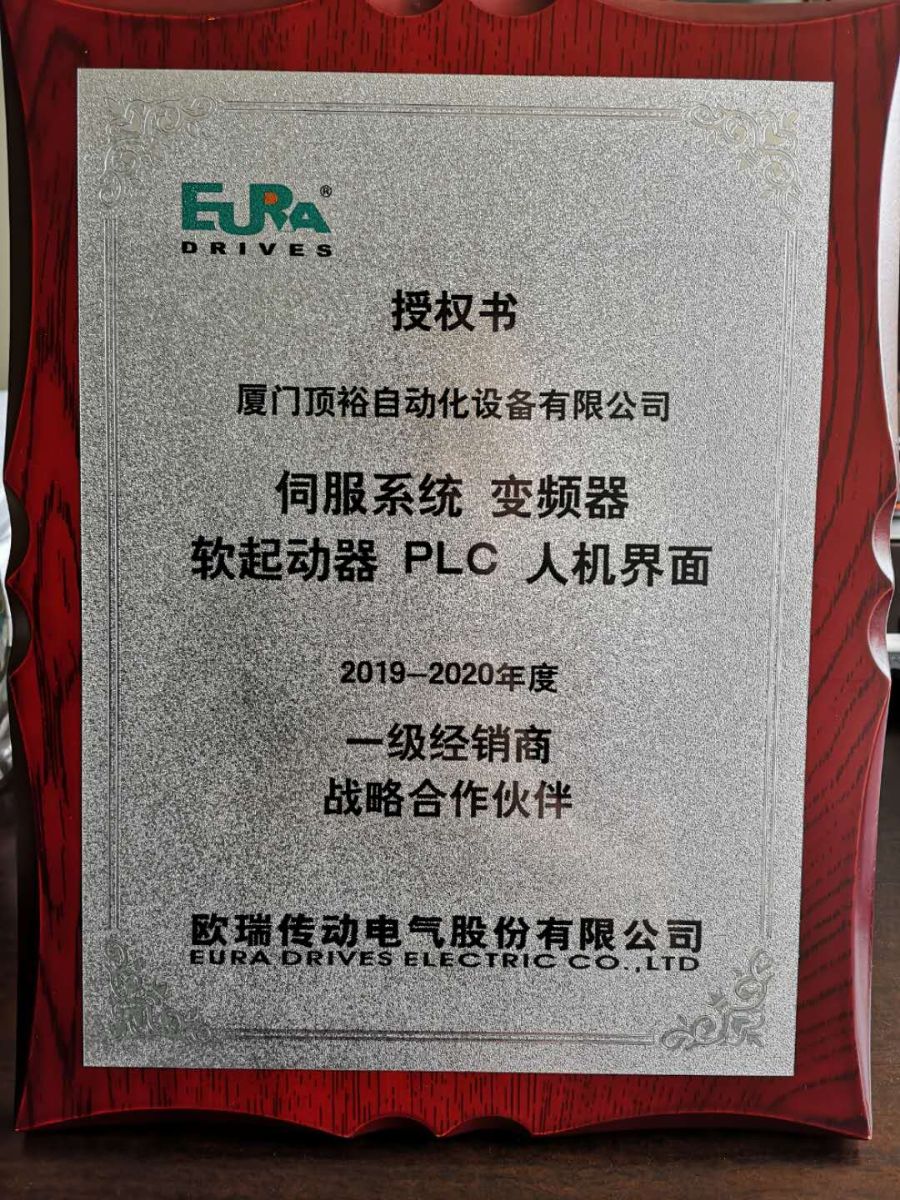 EURA®
DRIVES
授权书
厦门顶裕自动化设备有限公司
伺服系统 变频器
软起动器 PLC 人机界面
2019-2020年度
一级经销商
战略合作伙伴
欧瑞传动电气股份有限公司
EURA DRIVES ELECTRIC CO.,LTD